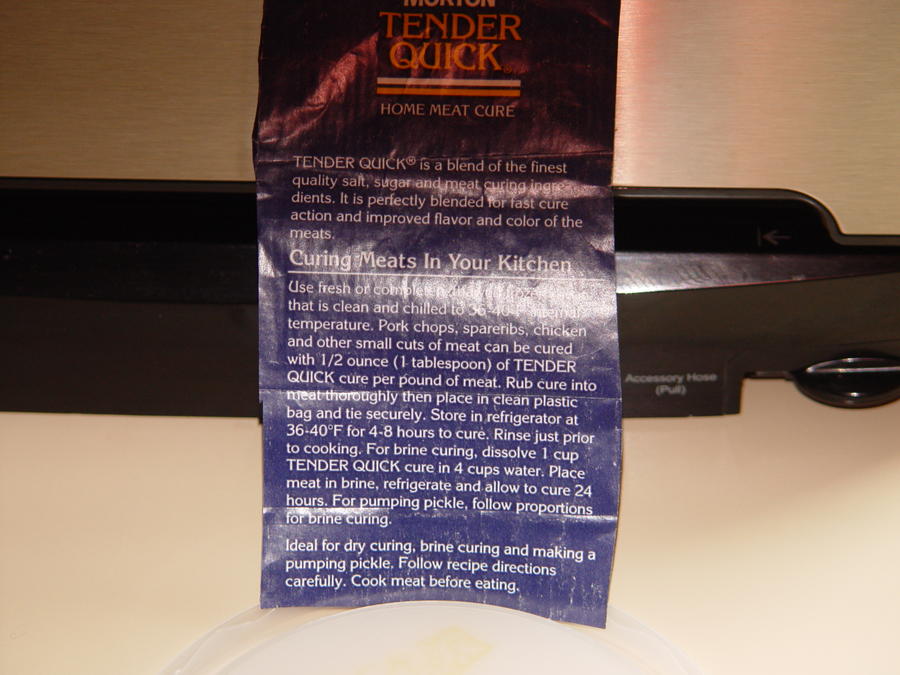 MORTON
TENDER
QUICK®
HOME MEAT CURE
TENDER QUICK® is a blend of the finest
quality salt, sugar and meat curing ingre-
dients. It is perfectly blended for fast cure
action and improved flavor and color of the
meats.
Curing Meats In Your Kitchen
Use fresh or completely
that is clean and chilled to 36-40°F internal
temperature. Pork chops, spareribs, chicken
and other small cuts of meat can be cured
with 1/2 ounce (1 tablespoon) of TENDER
QUICK cure per pound of meat. Rub cure into
meat thoroughly then place in clean plastic
bag and tie securely. Store in refrigerator at
36-40°F for 4-8 hours to cure. Rinse just prior
to cooking. For brine curing, dissolve 1 cup
TENDER QUICK cure in 4 cups water. Place
meat in brine, refrigerate and allow to cure 24
hours. For pumping pickle, follow proportions
for brine curing.
Ideal for dry curing, brine curing and making a
pumping pickle. Follow recipe directions
carefully. Cook meat before eating.
Accessory Hose
(Pull)